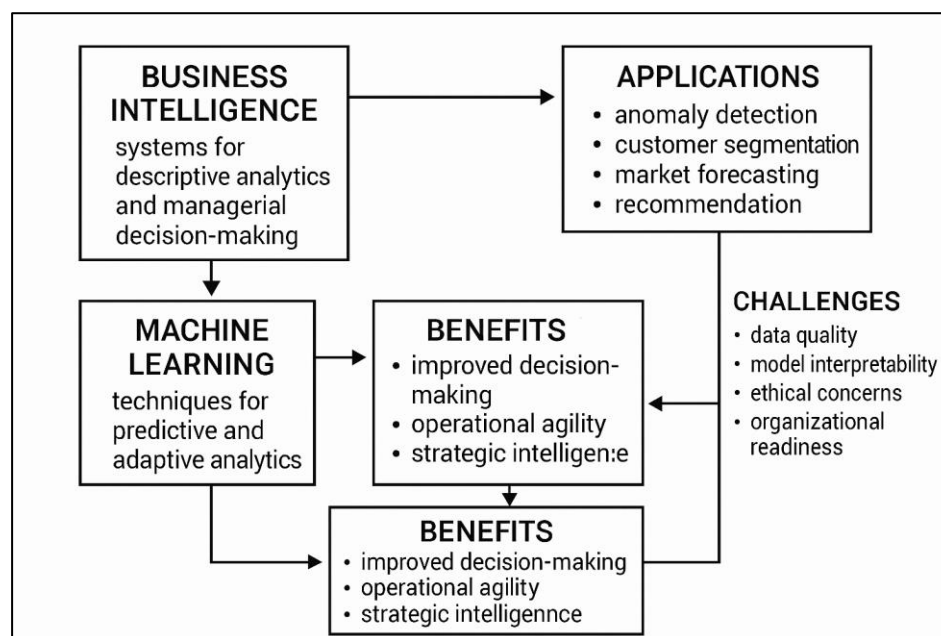 BUSINESS
INTELLIGENCE
systems for
descriptive analytics
and managerial
decision-making
APPLICATIONS
• anomaly detection
• customer segmentation
• market forecasting
• recommendation
MACHINE
LEARNING
techniques for
predictive and
adaptive analytics
BENEFITS
• improved decision-
making
• operational agility
• strategic intelligen:e
CHALLENGES
• data quality
• model interpretability
• ethical concerns
• organizational
readiness
BENEFITS
• improved decision-making
• operational agility
• strategic intelligennce